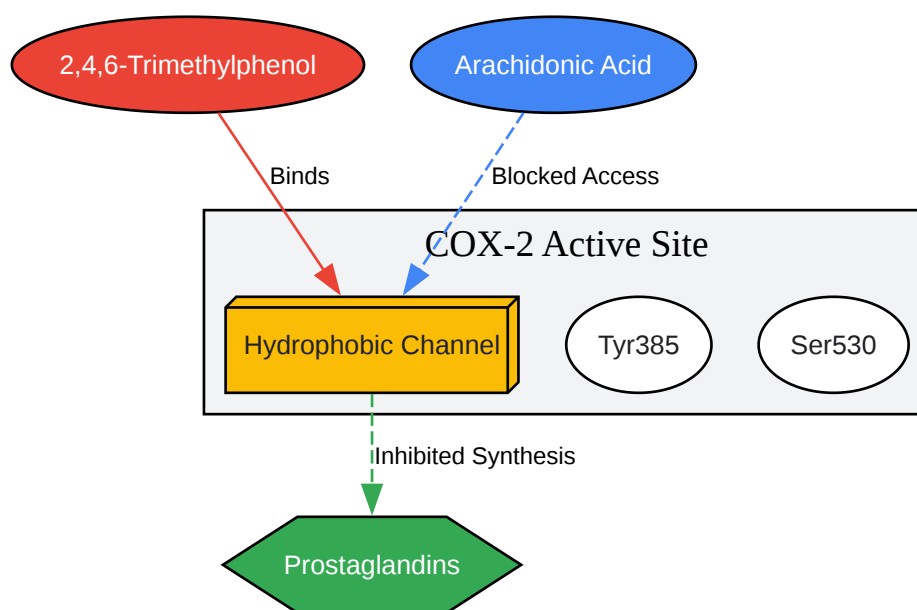 2,4,6-Trimethylphenol
Arachidonic Acid
Binds
Blocked Access
COX-2 Active Site
Hydrophobic Channel
Tyr385
Ser530
Inhibited Synthesis
Prostaglandins